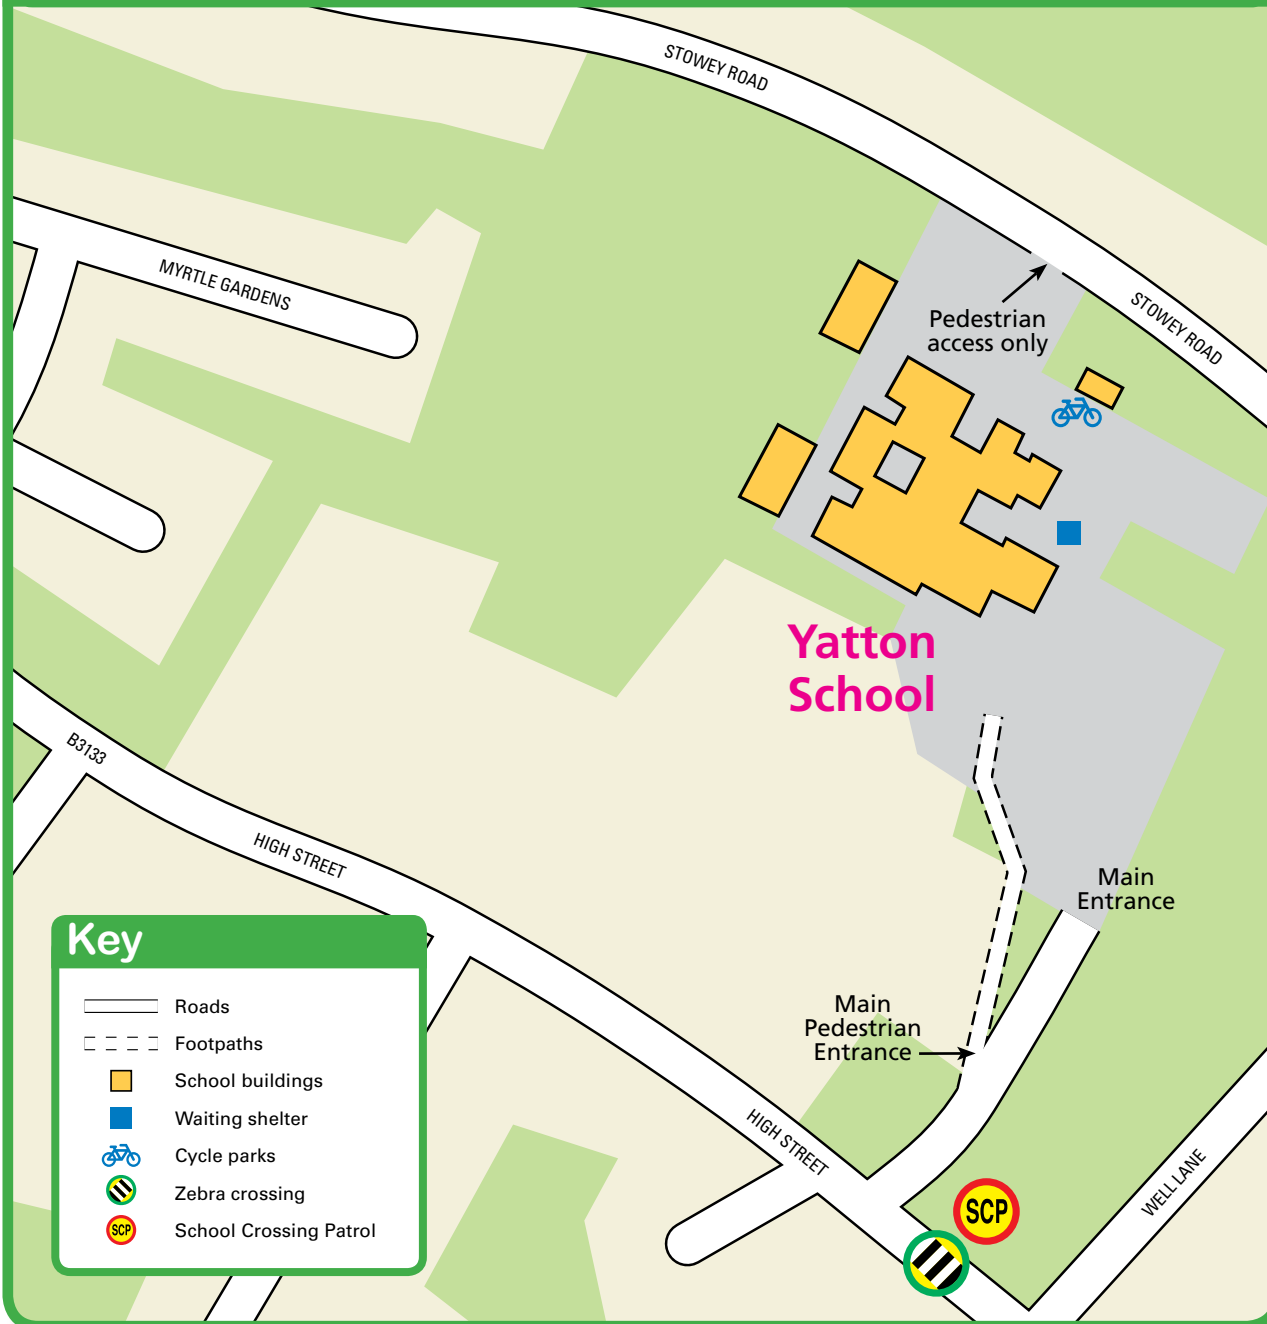 STOWEY ROAD
MYRTLE GARDENS
Pedestrian
access only
STOWEY ROAD
Yatton
School
B3133
HIGH STREET
Main
Entrance
Main
Pedestrian
Entrance
HIGH STREET
WELL LANE
SCP
Key
Roads
Footpaths
School buildings
Waiting shelter
Cycle parks
Zebra crossing
SCP School Crossing Patrol